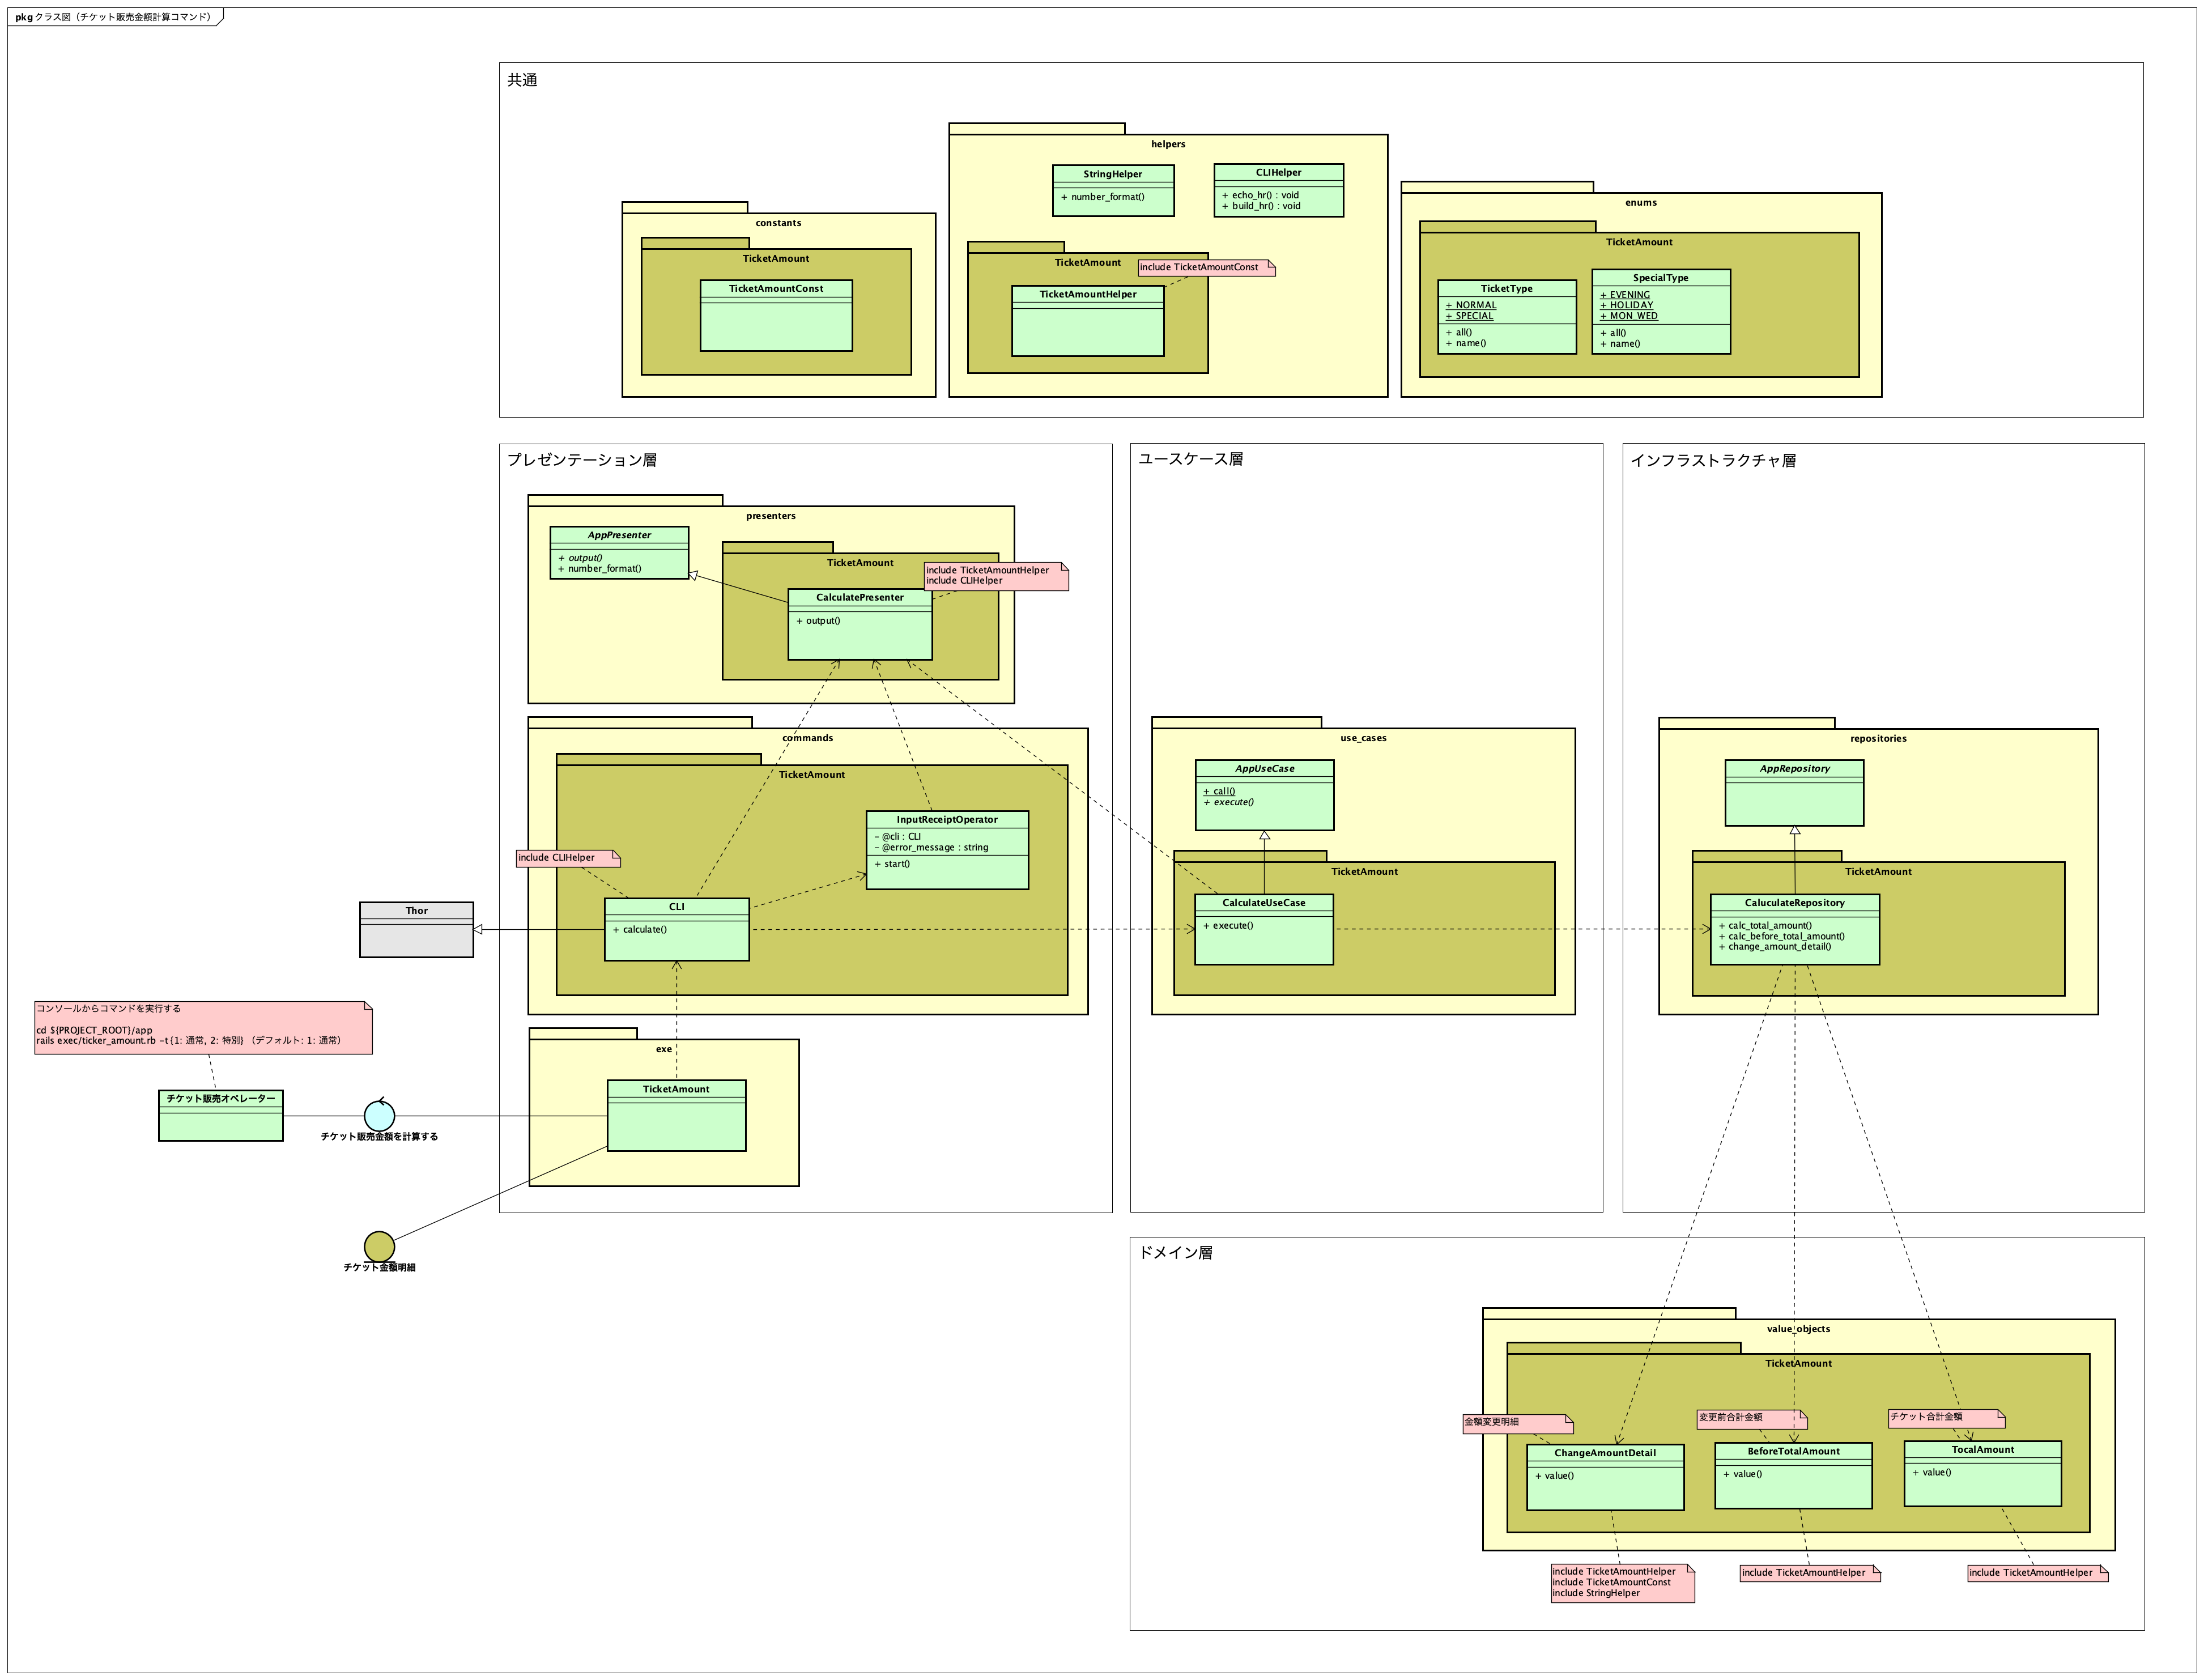 pkg クラス図（チケット販売金額計算コマンド）
共通
constants
TicketAmount
TicketAmountConst
helpers
StringHelper
+ number_format()
CLIHelper
+ echo_hr() : void
+ build_hr() : void
TicketAmount
include TicketAmountConst
TicketAmountHelper
enums
TicketAmount
TicketType
+ NORMAL
+ SPECIAL
+ all()
+ name()
SpecialType
+ EVENING
+ HOLIDAY
+ MON_WED
+ all()
+ name()
プレゼンテーション層
presenters
AppPresenter
+ output()
+ number_format()
TicketAmount
include TicketAmountHelper
include CLIHelper
CalculatePresenter
+ output()
commands
TicketAmount
InputReceiptOperator
- @cli : CLI
- @error_message : string
+ start()
include CLIHelper
CLI
+ calculate()
Thor
exe
TicketAmount
コンソールからコマンドを実行する
cd ${PROJECT_ROOT}/app
rails exec/ticker_amount.rb -t {1: 通常, 2: 特別} （デフォルト: 1: 通常）
チケット販売オペレーター
チケット販売金額を計算する
チケット金額明細
ユースケース層
use_cases
AppUseCase
+ call()
+ execute()
TicketAmount
CalculateUseCase
+ execute()
インフラストラクチャ層
repositories
AppRepository
TicketAmount
CaluculateRepository
+ calc_total_amount()
+ calc_before_total_amount()
+ change_amount_detail()
ドメイン層
value_objects
TicketAmount
金額変更明細
ChangeAmountDetail
+ value()
変更前合計金額
BeforeTotalAmount
+ value()
チケット合計金額
TocalAmount
+ value()
include TicketAmountHelper
include TicketAmountConst
include StringHelper
include TicketAmountHelper
include TicketAmountHelper